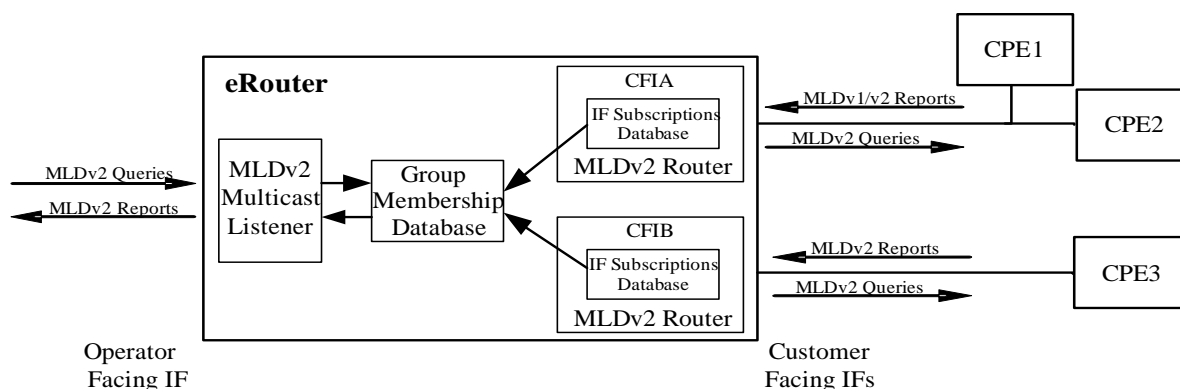 CPE1
eRouter
CFIA
IF Subscriptions
Database
MLDv2 Router
MLDv1/v2 Reports
MLDv2 Queries
CPE2
MLDv2 Queries
MLDv2 Reports
MLDv2
Multicast
Listener
Group
Membership
Database
CFIB
IF Subscriptions
Database
MLDv2 Router
MLDv2 Reports
MLDv2 Queries
CPE3
Operator
Facing IF
Customer
Facing IFs